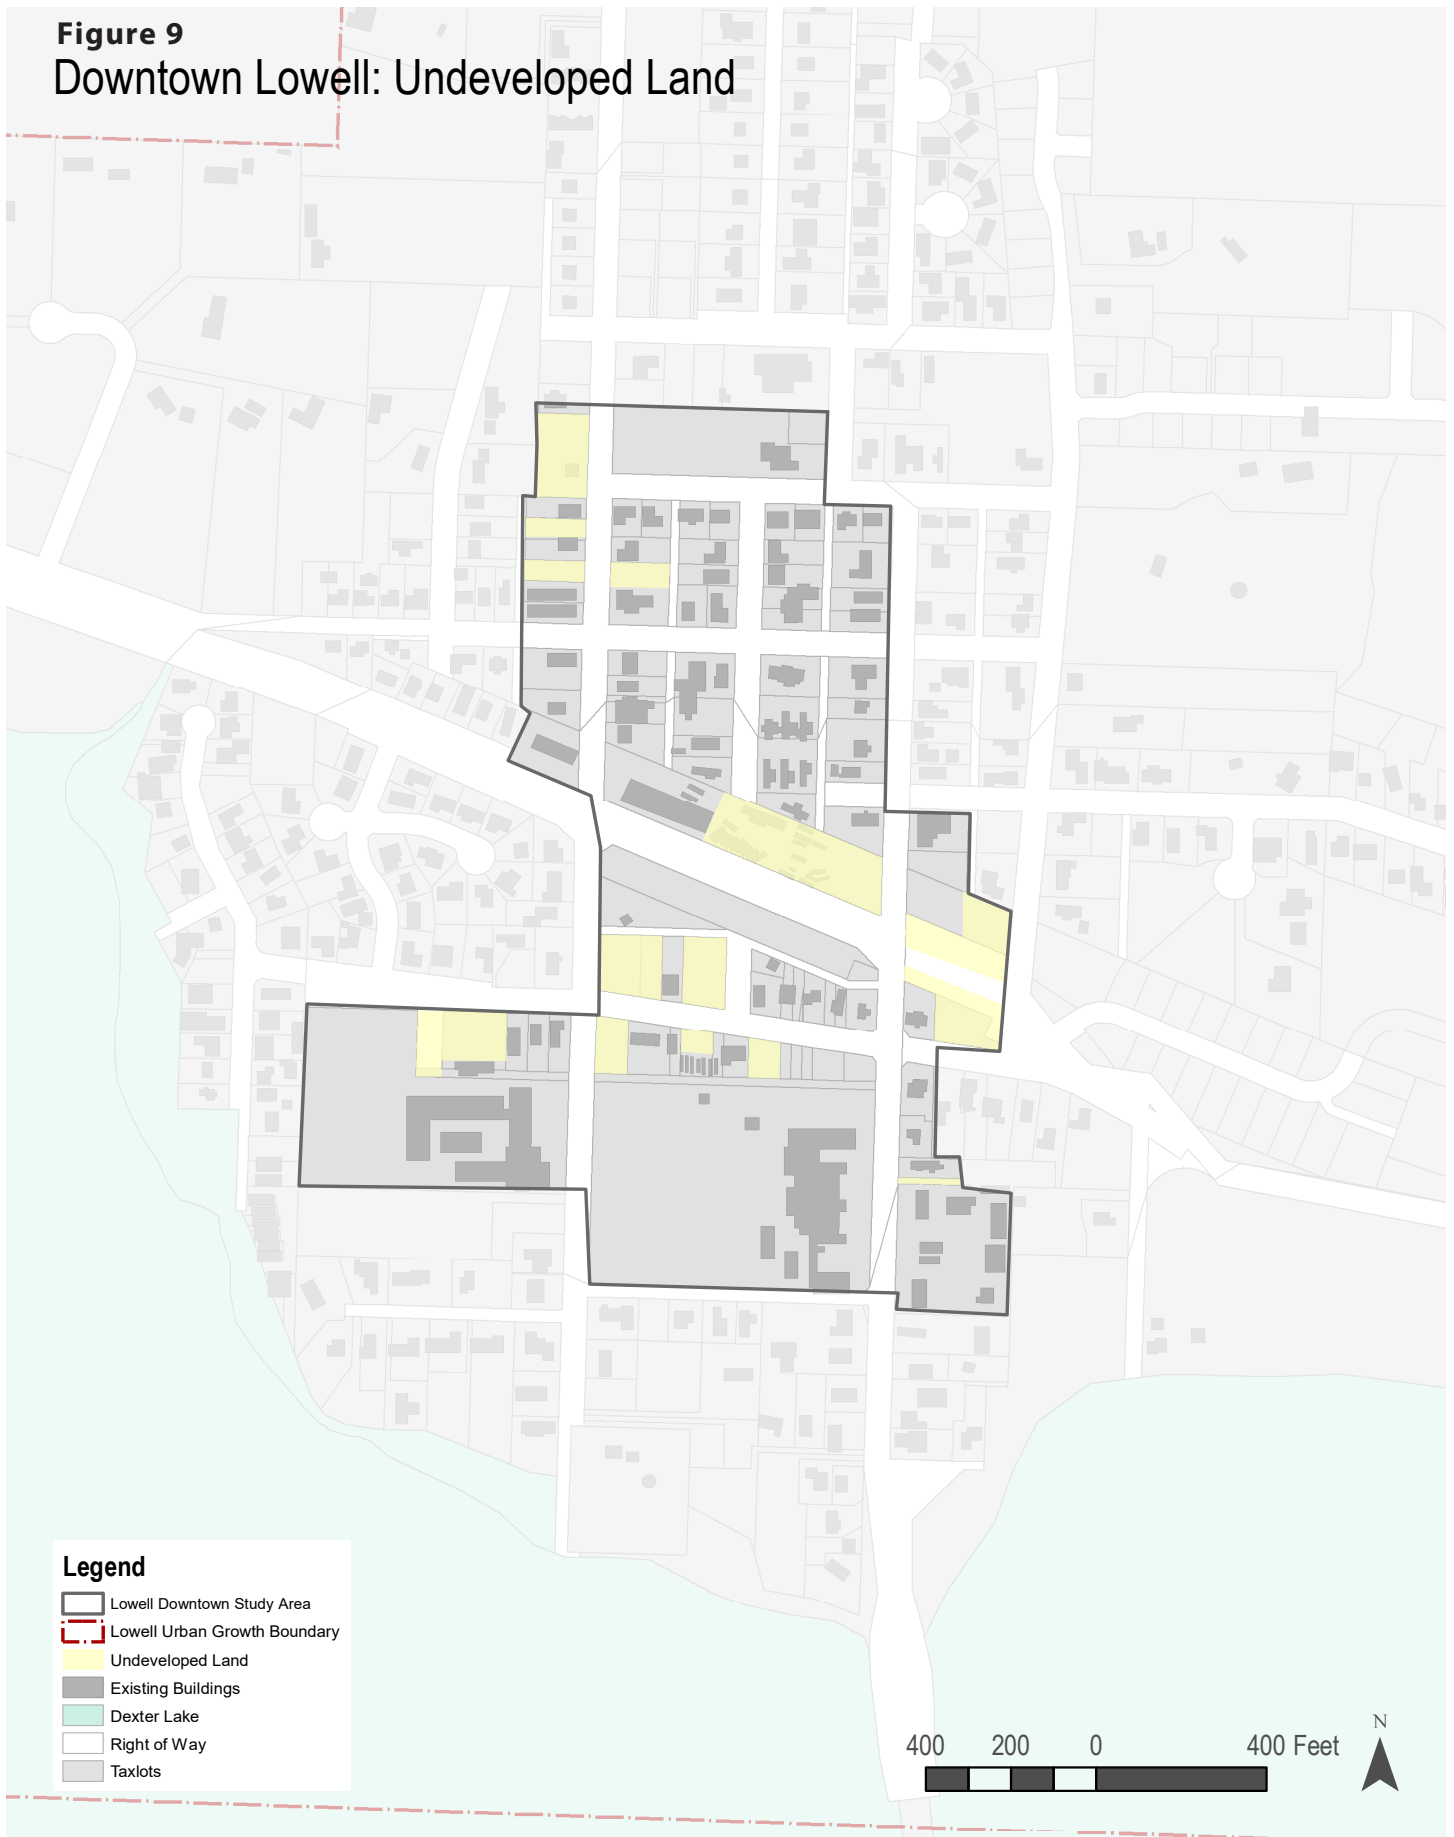 Figure 9
Downtown Lowell: Undeveloped Land
Legend
Lowell Downtown Study Area
Lowell Urban Growth Boundary
Undeveloped Land
Existing Buildings
Dexter Lake
Right of Way
Taxlots
400 200 0 400 Feet
N